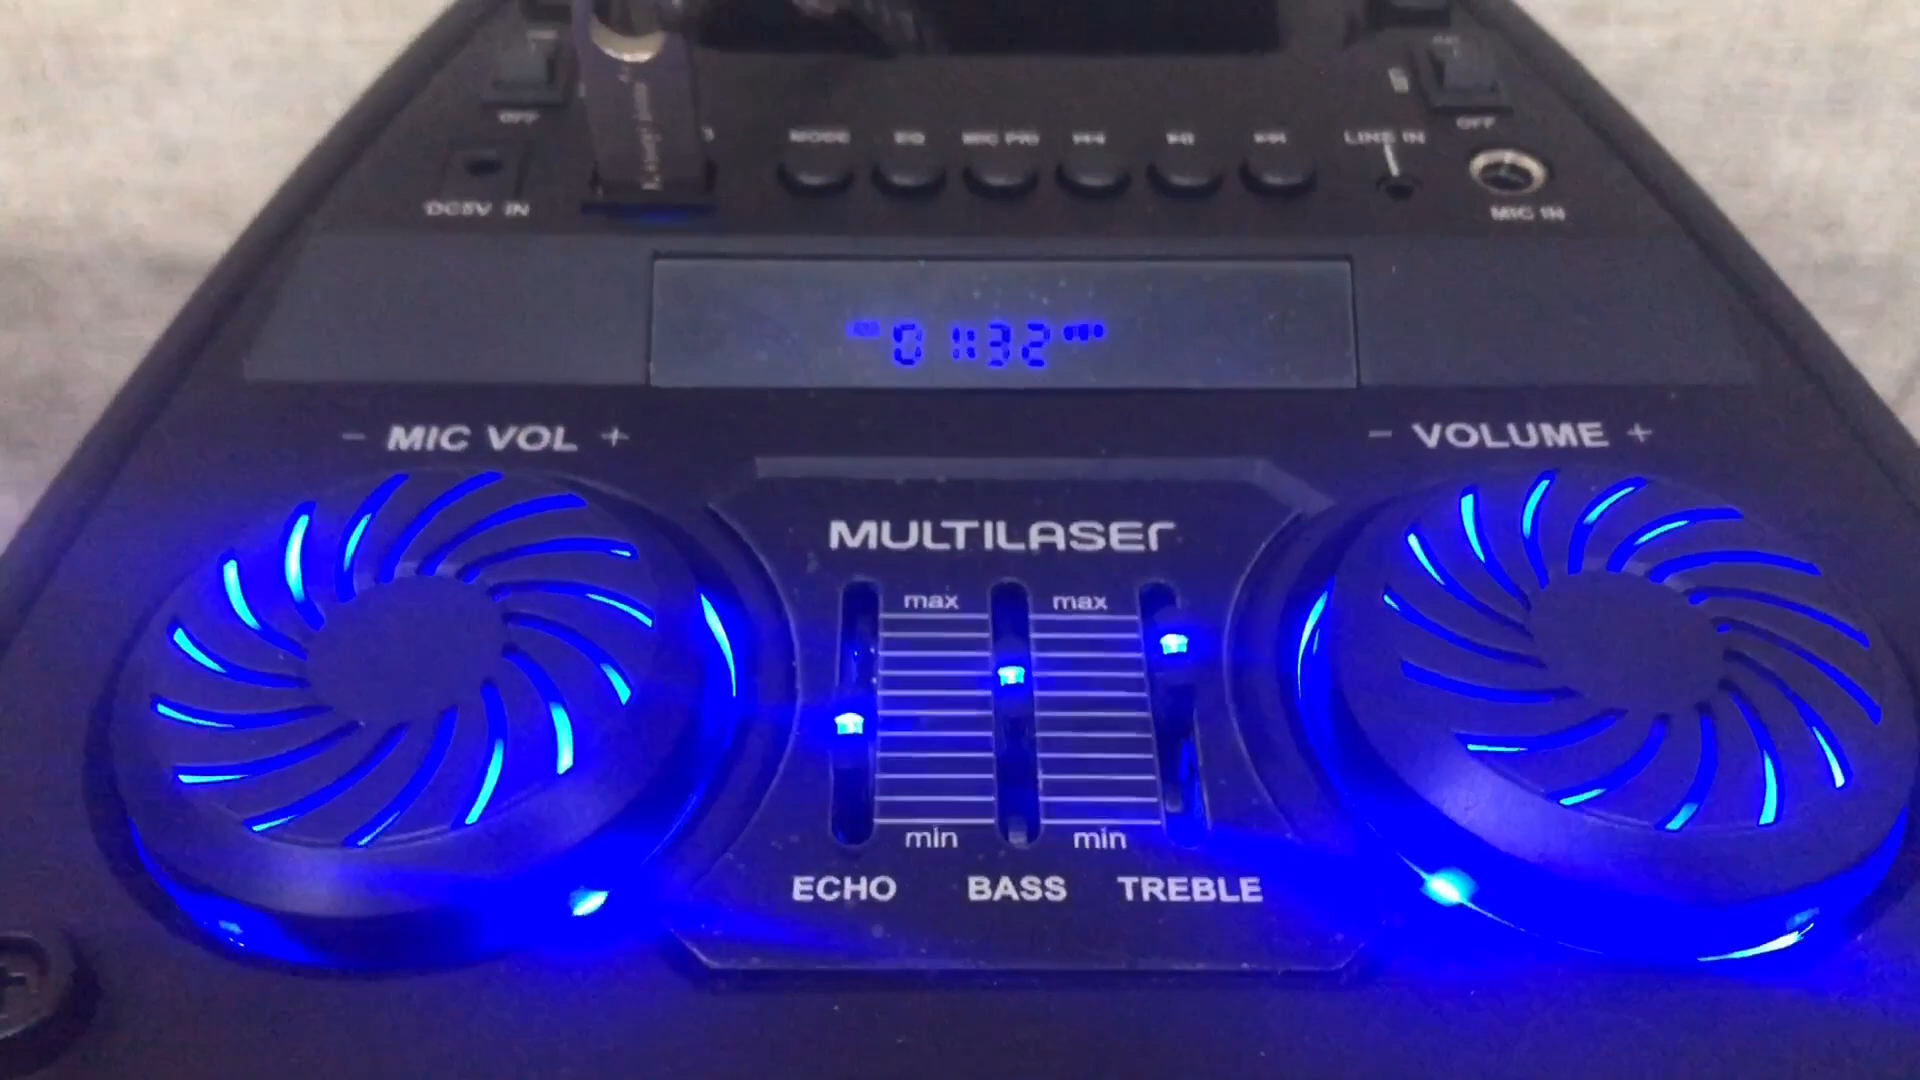 OFF
OFF
MODE
EQ
LINE IN
DC5V IN
MIC IN
01:32
- MIC VOL +
- VOLUME +
MULTILASER
max max
min min
ECHO BASS TREBLE